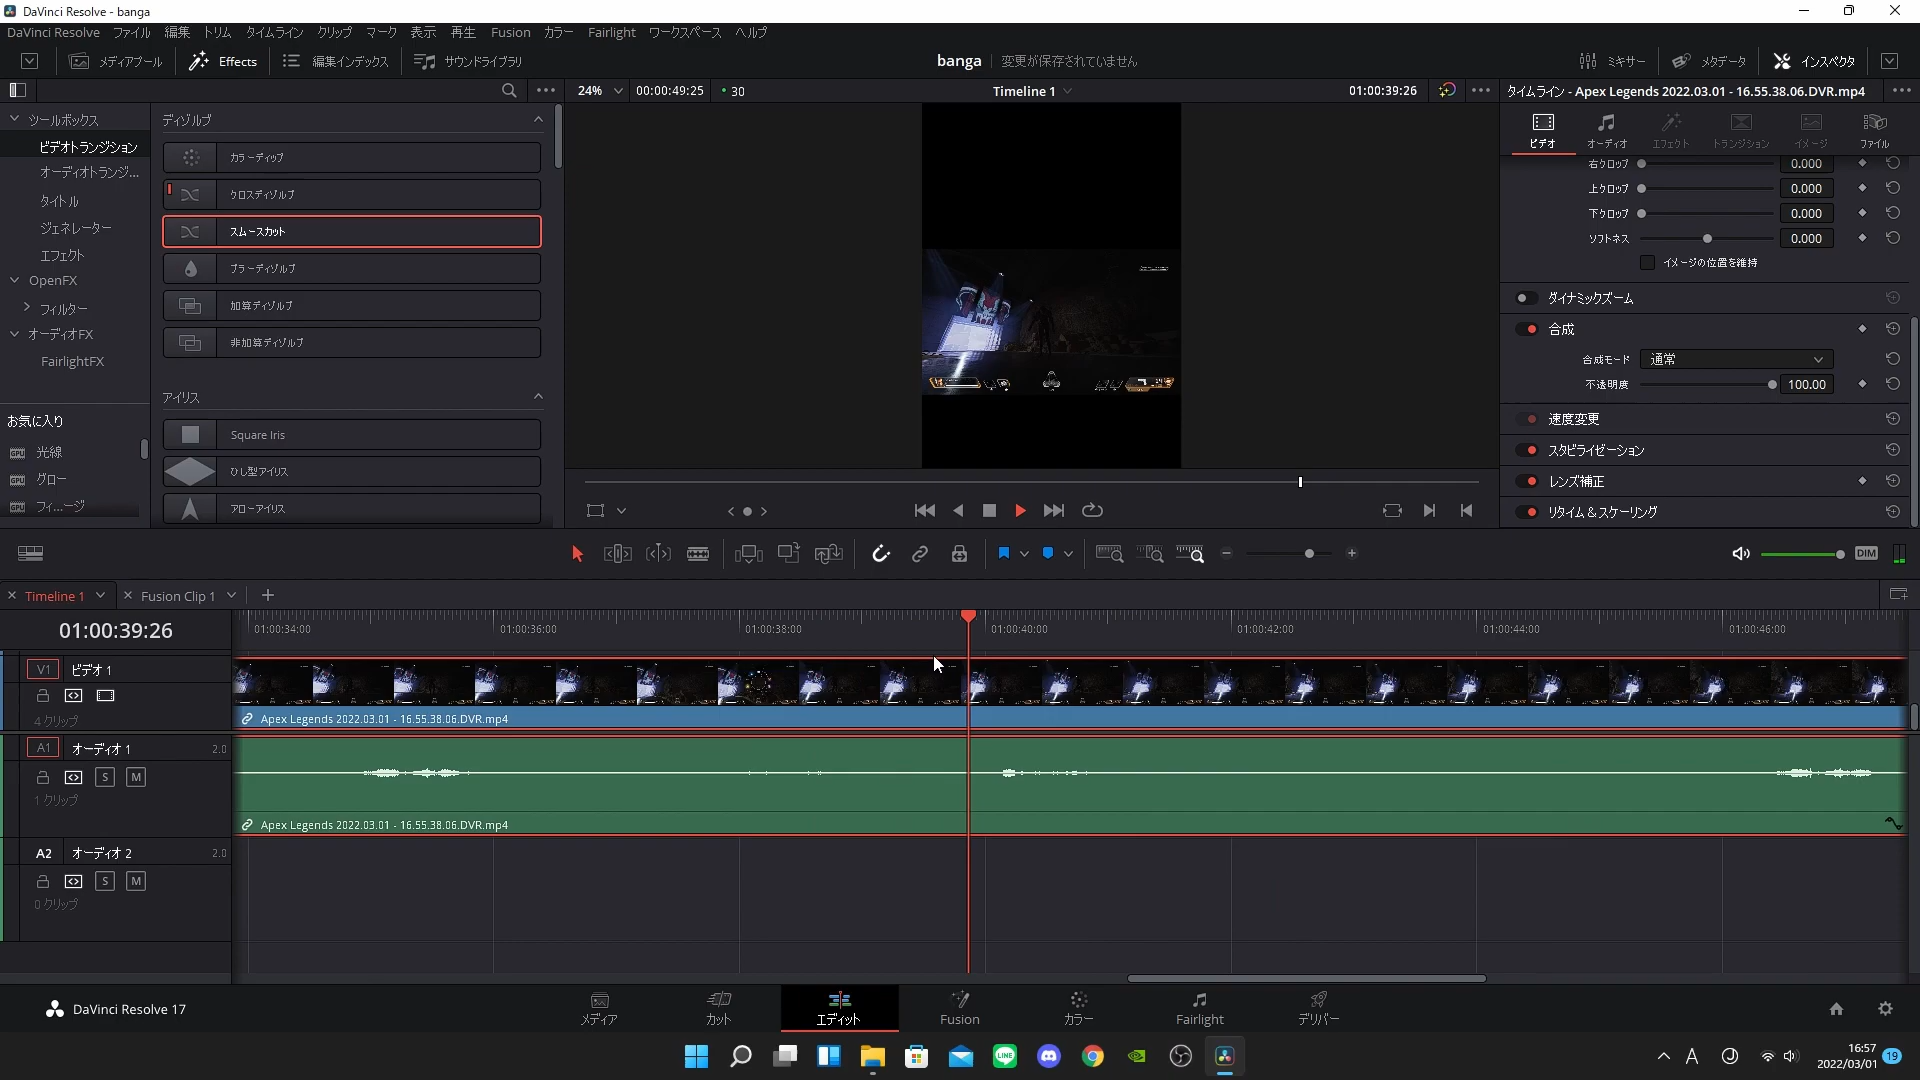 DaVinci Resolve - banga
DaVinci Resolve ファイル 編集 トリム タイムライン クリップ マーク 表示 再生 Fusion カラー Fairlight ワークスペース ヘルプ
メディアプール Effects 編集インデックス サウンドライブラリ banga 変更が保存されていません ミキサー メタデータ インスペクタ
24% 00:00:49:25 30 Timeline 1 01:00:39:26 タイムライン - Apex Legends 2022.03.01 - 16.55.38.06.DVR.mp4
ツールボックス
ビデオトランジション
オーディオトランジ...
タイトル
ジェネレーター
エフェクト
OpenFX
フィルター
オーディオFX
FairlightFX
お気に入り
光線
グロー
フィ...ージ
ディゾルブ
カラーディップ
クロスディゾルブ
スムースカット
ブラーディゾルブ
加算ディゾルブ
非加算ディゾルブ
アイリス
Square Iris
ひし型アイリス
アローアイリス
ビデオ オーディオ エフェクト トランジション イメージ ファイル
右クロップ 0.000
上クロップ 0.000
下クロップ 0.000
ソフトネス 0.000
イメージの位置を維持
ダイナミックズーム
合成
合成モード 通常
不透明度 100.00
速度変更
スタビライゼーション
レンズ補正
リタイム&スケーリング
DIM
Timeline 1 Fusion Clip 1
01:00:39:26
01:00:34:00 01:00:36:00 01:00:38:00 01:00:40:00 01:00:42:00 01:00:44:00 01:00:46:00
V1 ビデオ 1
4 クリップ
Apex Legends 2022.03.01 - 16.55.38.06.DVR.mp4
A1 オーディオ 1 2.0
S M
1 クリップ
Apex Legends 2022.03.01 - 16.55.38.06.DVR.mp4
A2 オーディオ 2 2.0
S M
0 クリップ
DaVinci Resolve 17
メディア カット エディット Fusion カラー Fairlight デリバー
LINE
A
16:57
2022/03/01 19